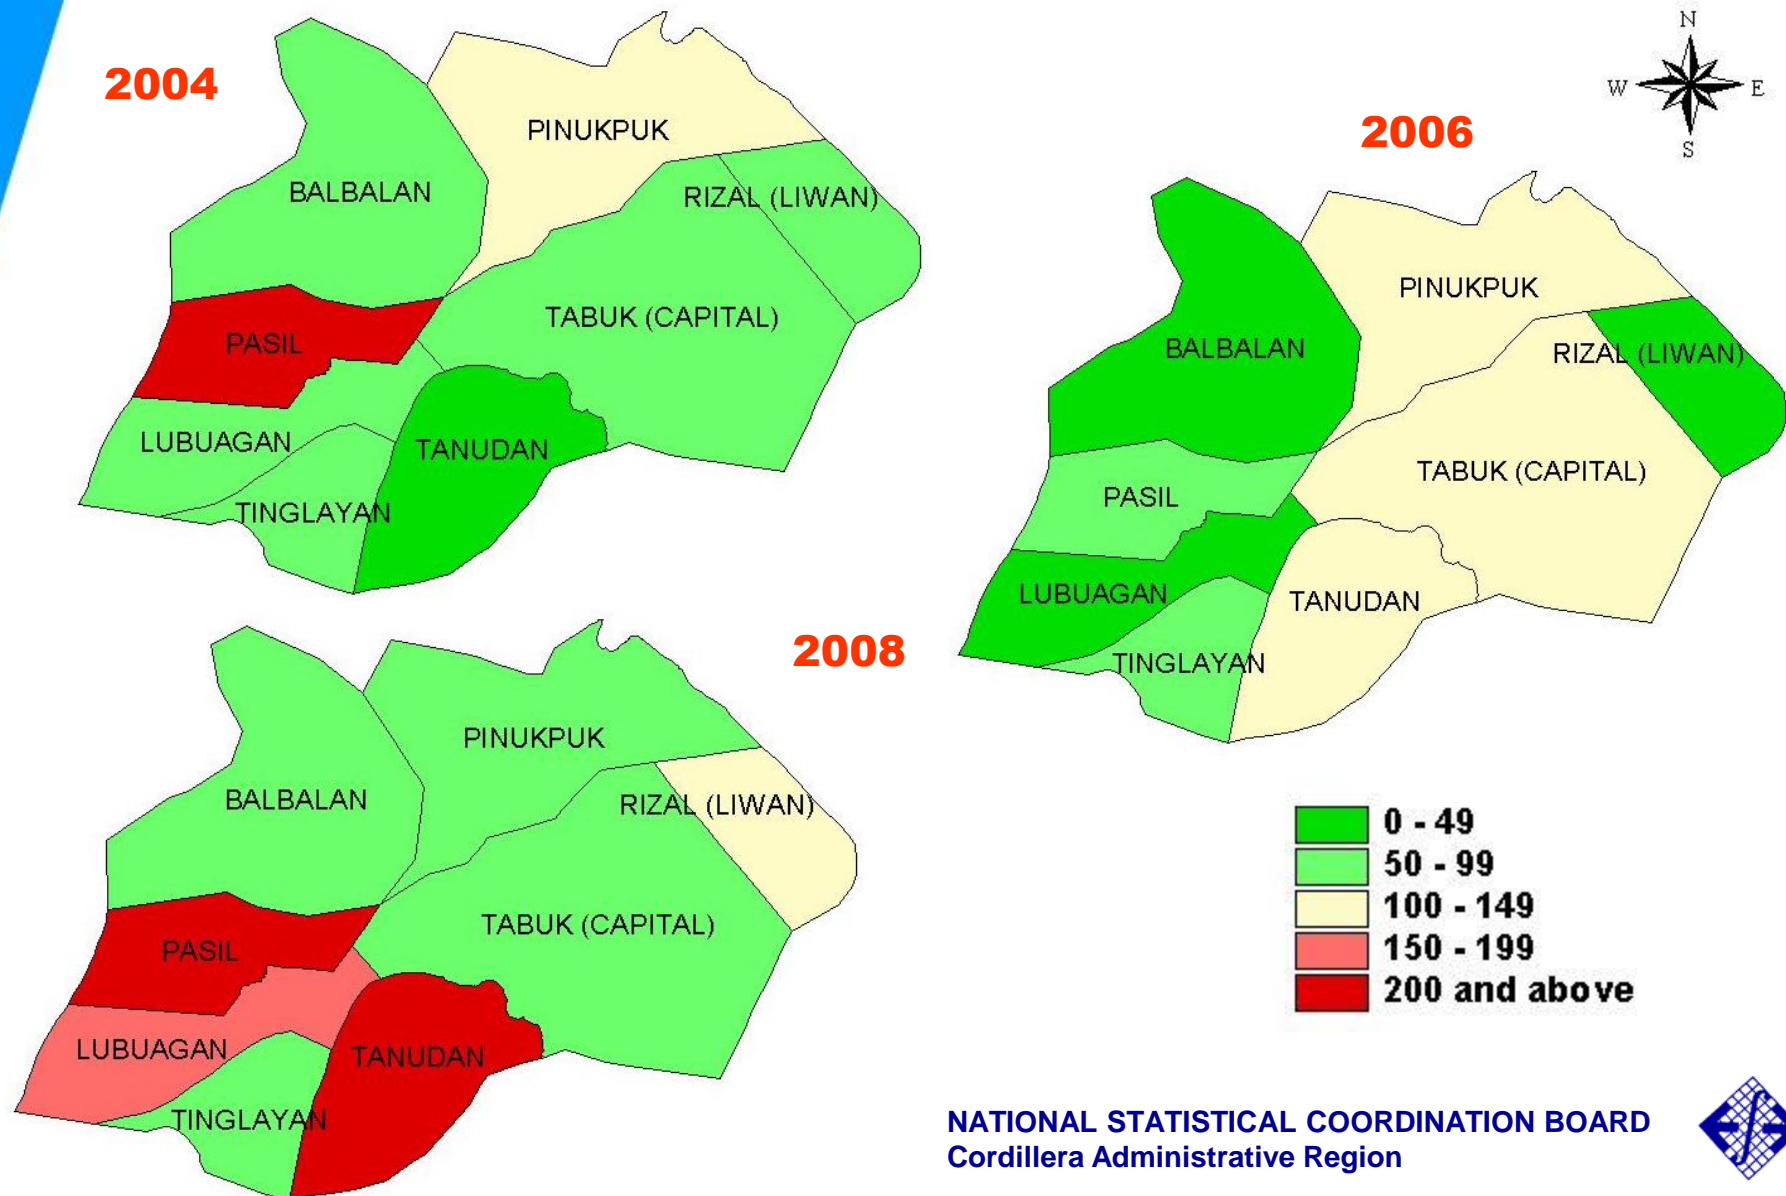 2004
BALBALAN
PINUKPUK
RIZAL (LIWAN)
TABUK (CAPITAL)
PASIL
LUBUAGAN
TANUDAN
TINGLAYAN
N
W E
S
2006
PINUKPUK
BALBALAN
RIZAL (LIWAN)
TABUK (CAPITAL)
PASIL
LUBUAGAN
TANUDAN
TINGLAYAN
2008
PINUKPUK
BALBALAN
RIZAL (LIWAN)
TABUK (CAPITAL)
PASIL
LUBUAGAN
TANUDAN
TINGLAYAN
0 - 49
50 - 99
100 - 149
150 - 199
200 and above
NATIONAL STATISTICAL COORDINATION BOARD
Cordillera Administrative Region